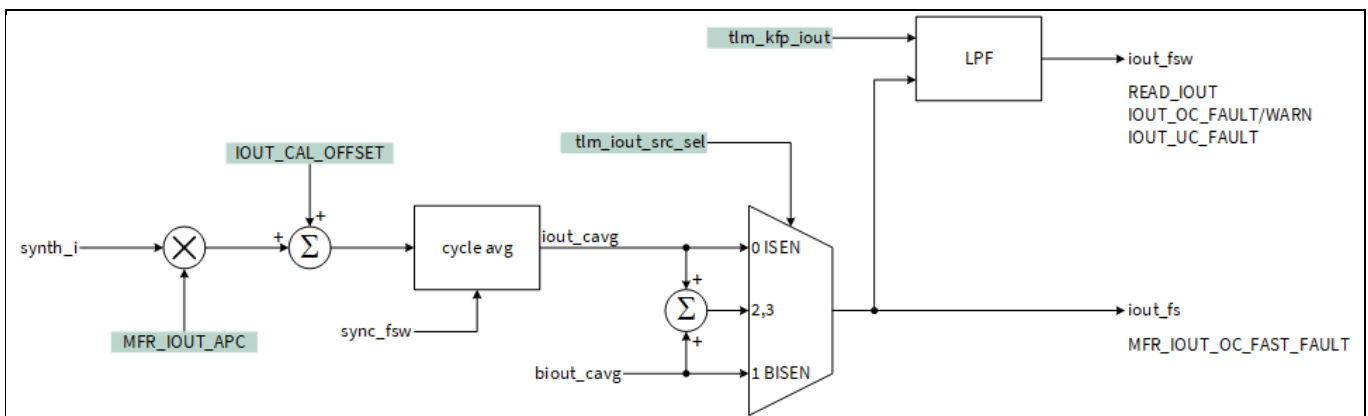 tlm_kfp_iout
LPF
iout_fsw
READ_IOUT
IOUT_OC_FAULT/WARN
IOUT_UC_FAULT
tlm_iout_src_sel
IOUT_CAL_OFFSET
+
synth_i
+
Σ
cycle avg
iout_cavg
0 ISEN
+
Σ
2,3
iout_fs
+
MFR_IOUT_APC
sync_fsw
MFR_IOUT_OC_FAST_FAULT
biout_cavg
1 BISEN